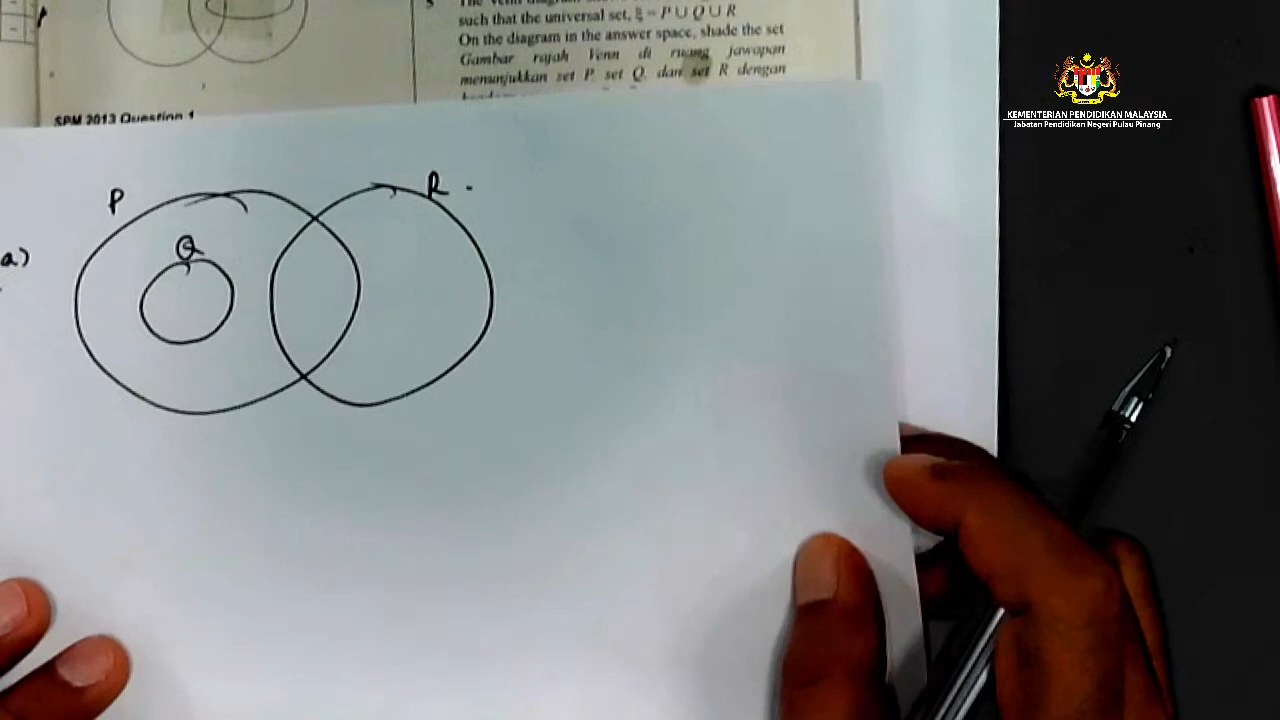 such that the universal set, ξ = P ∪ Q ∪ R
On the diagram in the answer space, shade the set
Gambar rajah Venn di ruang jawapan
menunjukkan set P, set Q dan set R dengan
SPM 2013 Question 1
KEMENTERIAN PENDIDIKAN MALAYSIA
Jabatan Pendidikan Negeri Pulau Pinang
P
R
Q
a)